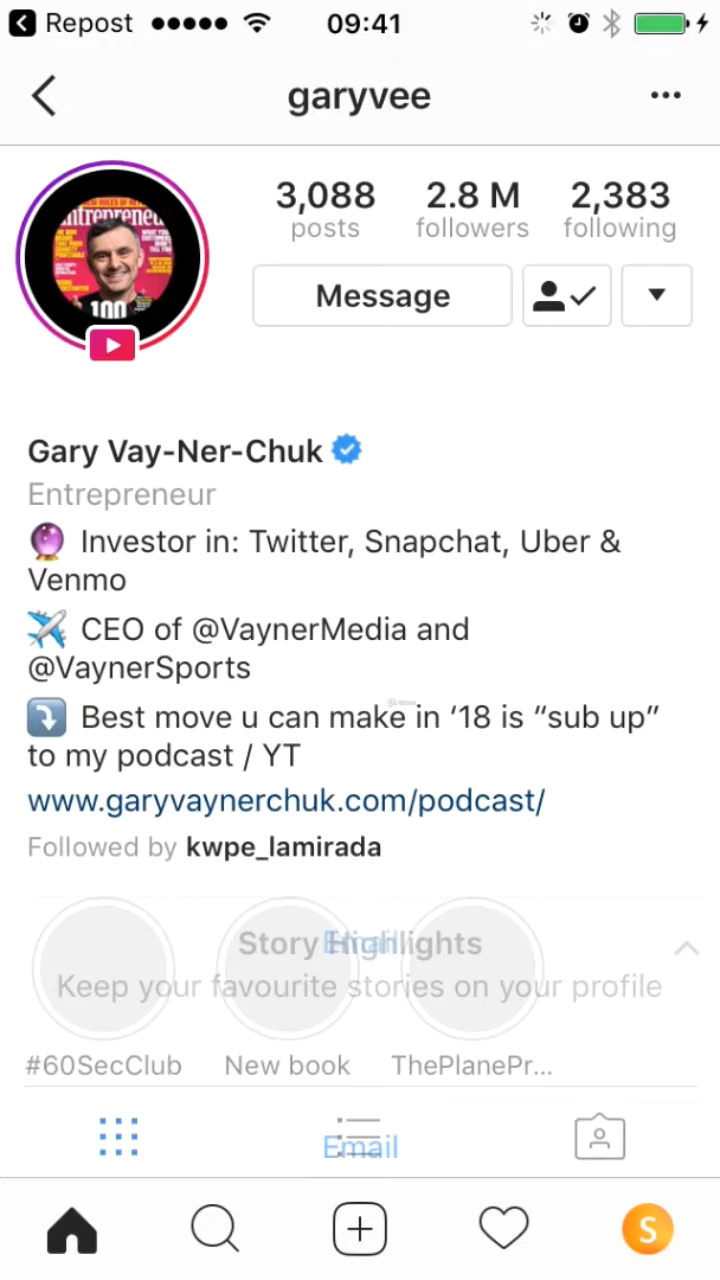 Repost 09:41
garyvee
3,088 2.8 M 2,383
posts followers following
Entrepreneur
100
Message
Gary Vay-Ner-Chuk
Entrepreneur
Investor in: Twitter, Snapchat, Uber &
Venmo
CEO of @VaynerMedia and
@VaynerSports
Best move u can make in ‘18 is “sub up”
to my podcast / YT
www.garyvaynerchuk.com/podcast/
Followed by kwpe_lamirada
Story Highlights
Email
Keep your favourite stories on your profile
#60SecClub New book ThePlanePr...
Email
S